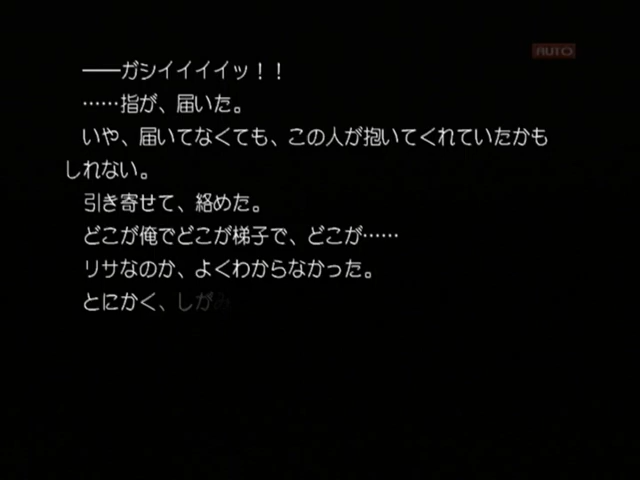 AUTO
――ガシイイイイッ！！
……指が、届いた。
いや、届いてなくても、この人が抱いてくれていたかも
しれない。
引き寄せて、絡めた。
どこが俺でどこが梯子で、どこが……
リサなのか、よくわからなかった。
とにかく、しがみ